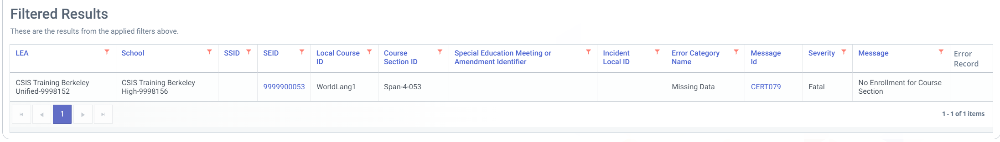 Filtered Results
These are the results from the applied filters above.
LEA
School
SSID
SEID
Local Course
ID
Course
Section ID
Special Education Meeting or
Amendment Identifier
Incident
Local ID
Error Category
Name
Message
Id
Severity
Message
Error
Record
CSIS Training Berkeley
Unified-9998152
CSIS Training Berkeley
High-9998156
9999900053
WorldLang1
Span-4-053
Missing Data
CERT079
Fatal
No Enrollment for Course
Section
1
1 - 1 of 1 items